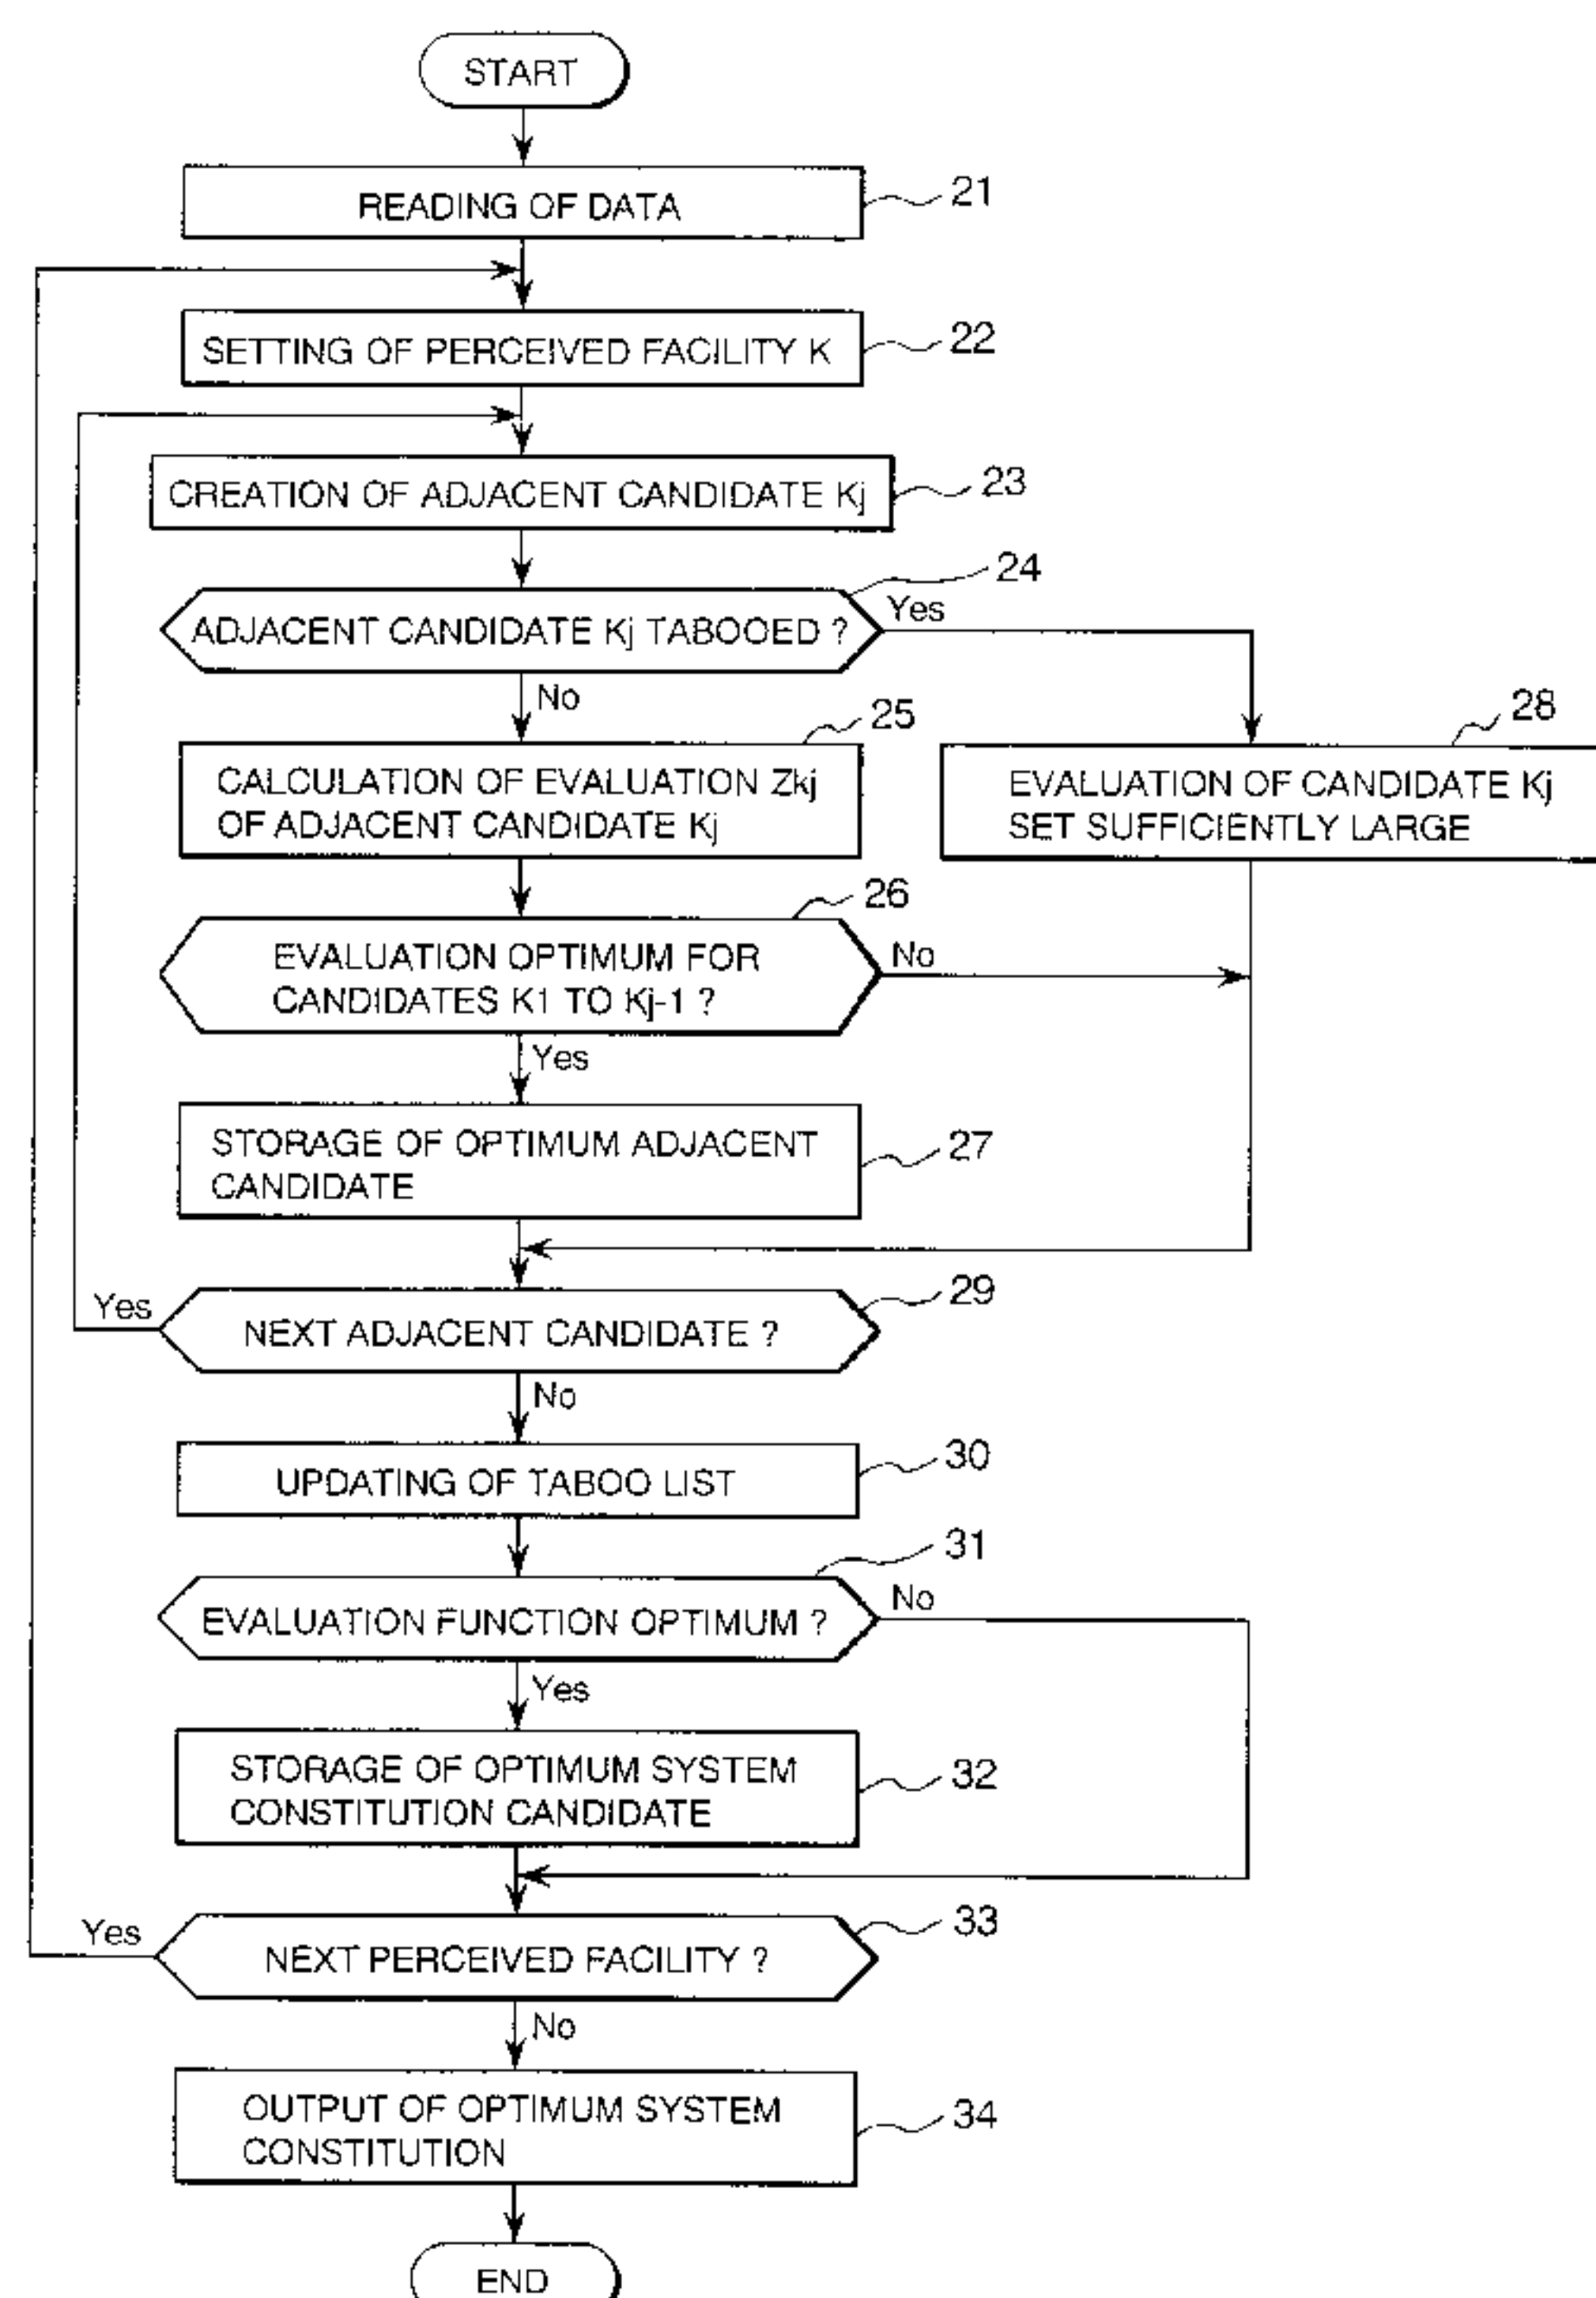 START
READING OF DATA
21
SETTING OF PERCEIVED FACILITY K
22
CREATION OF ADJACENT CANDIDATE Kj
23
24
ADJACENT CANDIDATE Kj TABOOED ?
Yes
No
25
CALCULATION OF EVALUATION Zkj
OF ADJACENT CANDIDATE Kj
28
EVALUATION OF CANDIDATE Kj
SET SUFFICIENTLY LARGE
26
EVALUATION OPTIMUM FOR
CANDIDATES K1 TO Kj-1 ?
No
Yes
STORAGE OF OPTIMUM ADJACENT
CANDIDATE
27
29
Yes
NEXT ADJACENT CANDIDATE ?
No
UPDATING OF TABOO LIST
30
31
EVALUATION FUNCTION OPTIMUM ?
No
Yes
STORAGE OF OPTIMUM SYSTEM
CONSTITUTION CANDIDATE
32
33
Yes
NEXT PERCEIVED FACILITY ?
No
OUTPUT OF OPTIMUM SYSTEM
CONSTITUTION
34
END